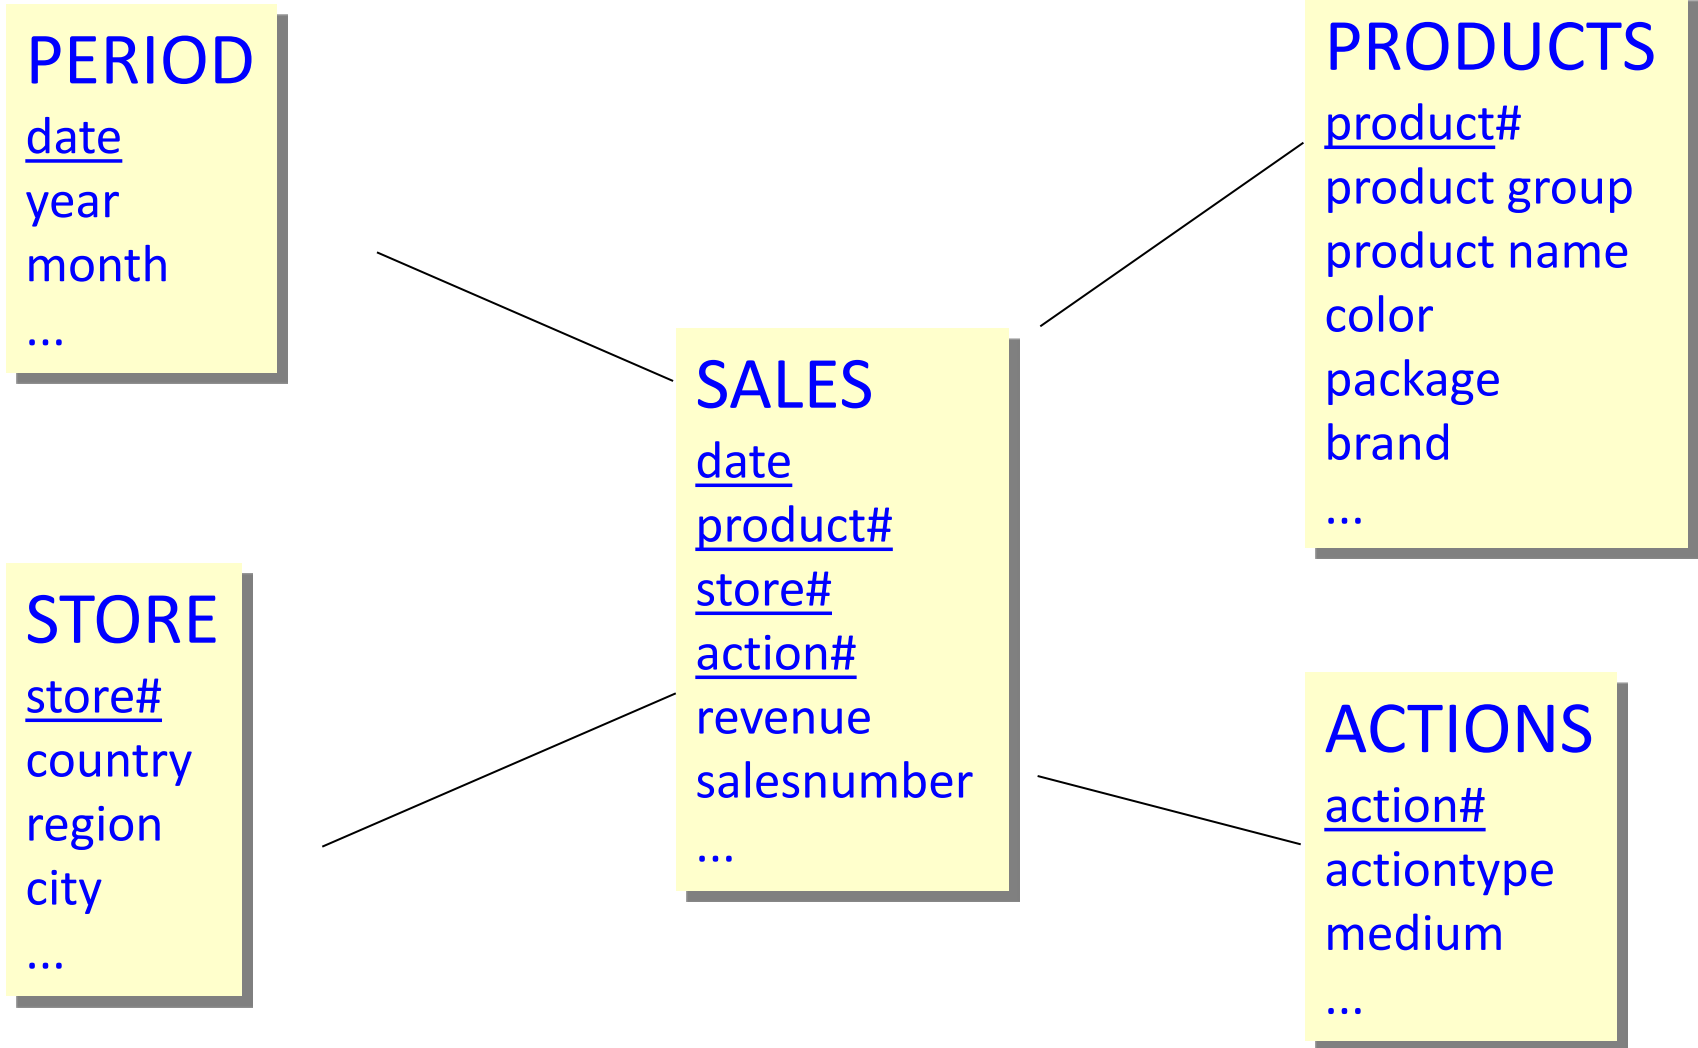 PERIOD
date
year
month
...
PRODUCTS
product#
product group
product name
color
package
brand
...
SALES
date
product#
store#
action#
revenue
salesnumber
...
STORE
store#
country
region
city
...
ACTIONS
action#
actiontype
medium
...